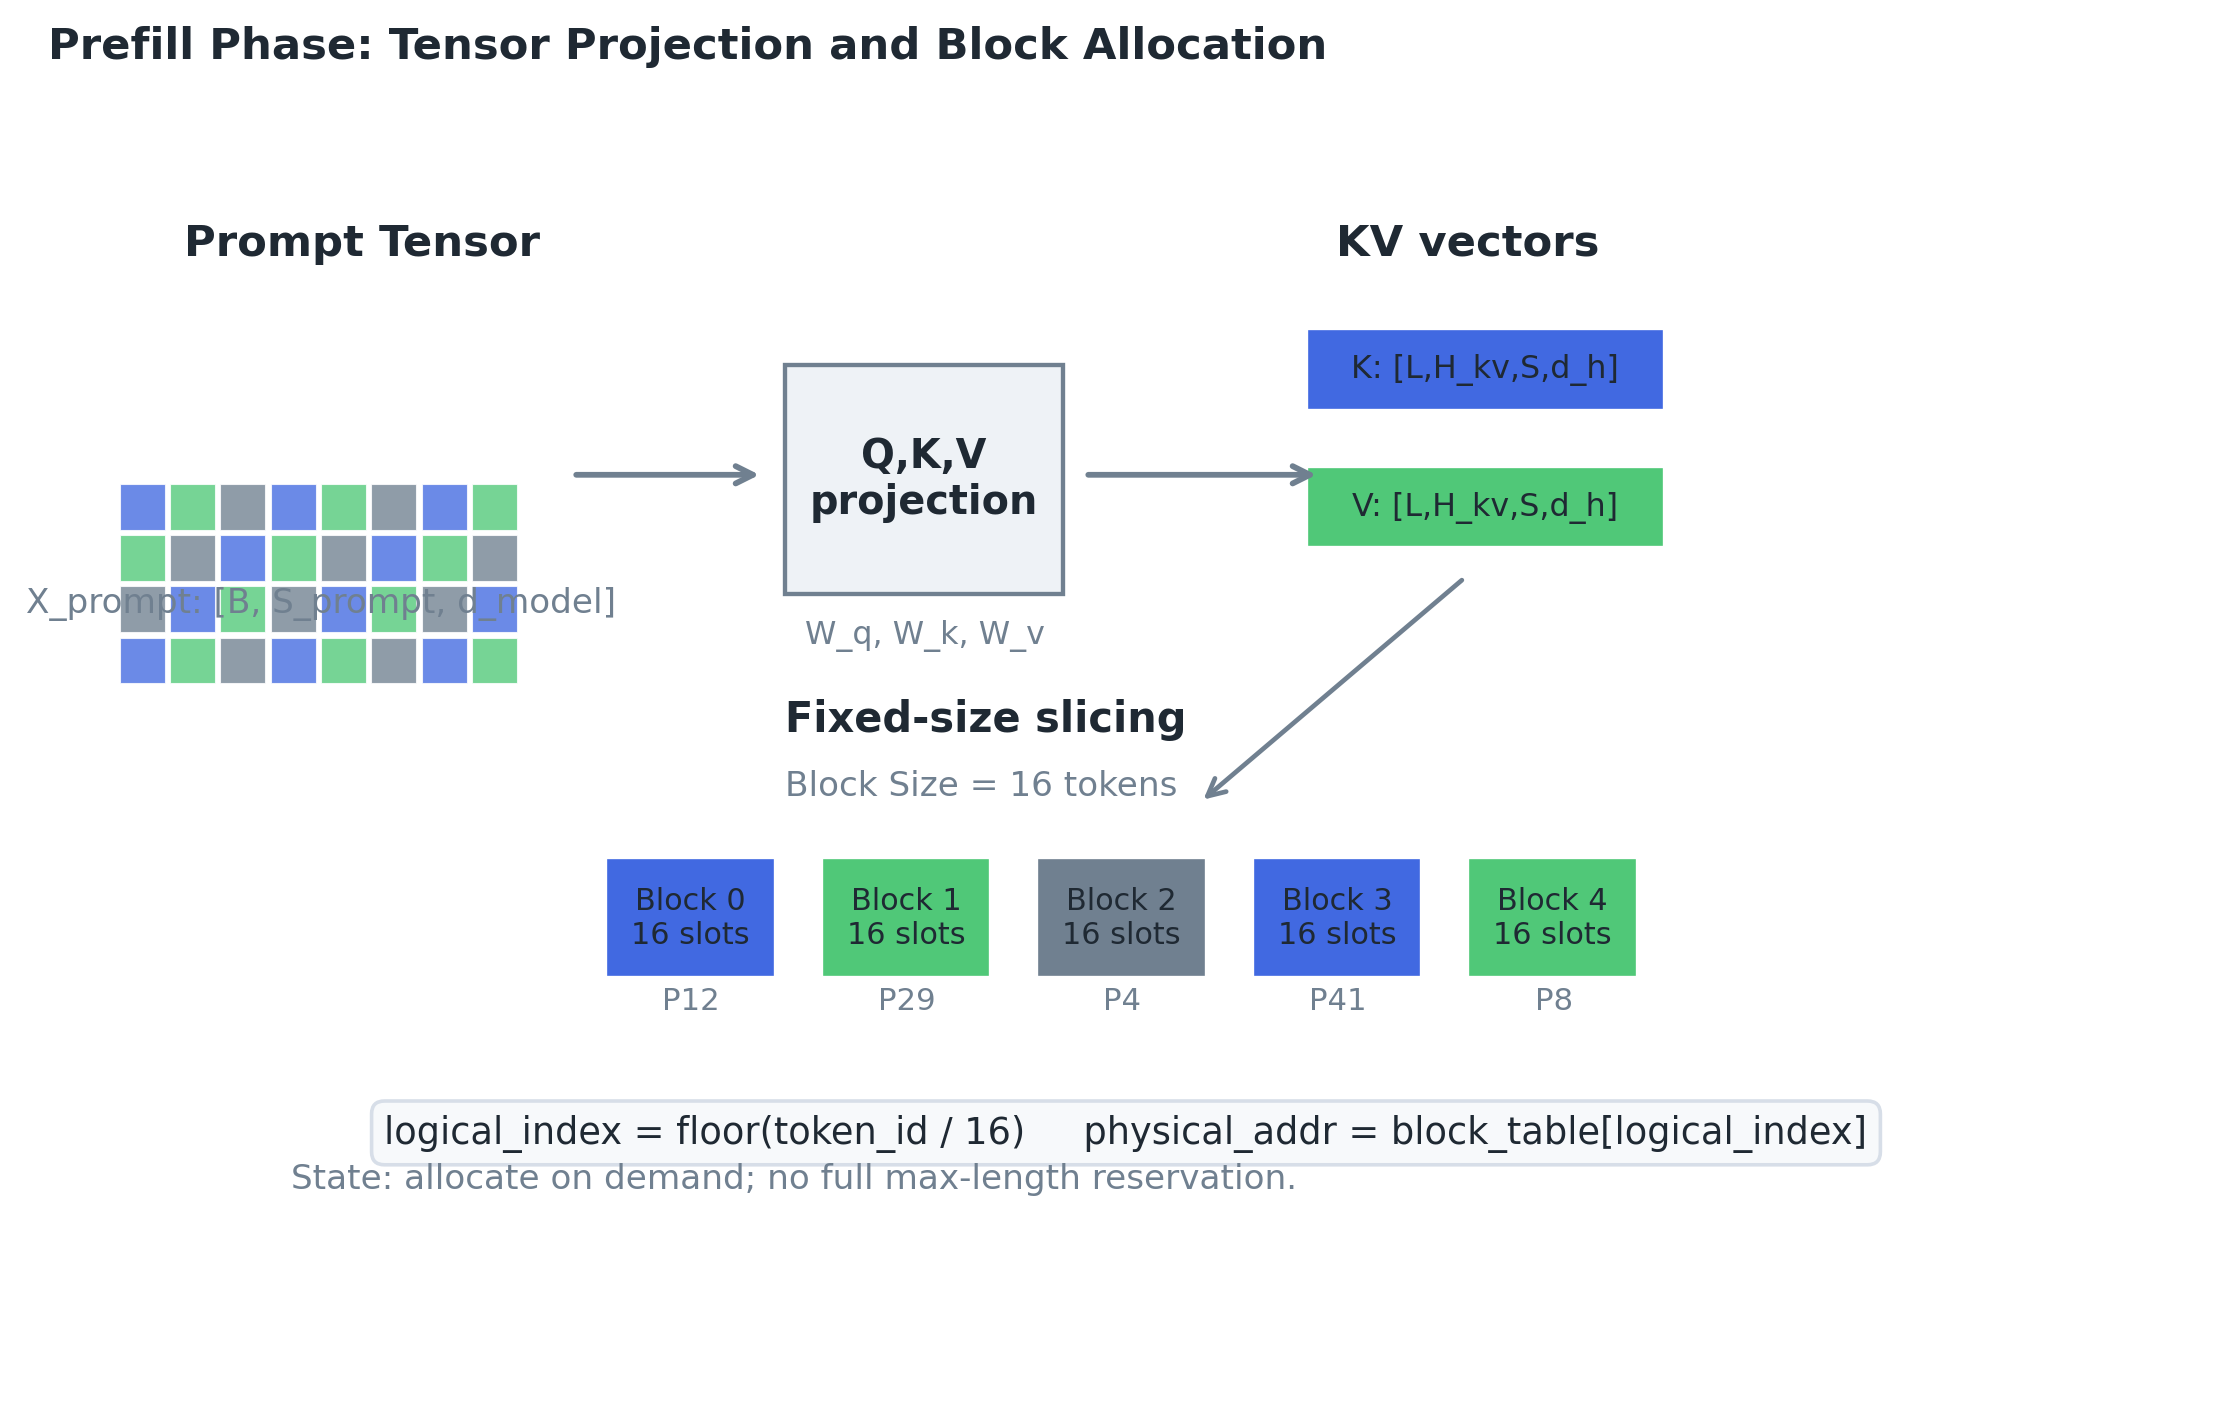 Prefill Phase: Tensor Projection and Block Allocation
Prompt Tensor
KV vectors
K: [L,H_kv,S,d_h]
Q,K,V
projection
V: [L,H_kv,S,d_h]
X_prompt: [B, S_prompt, d_model]
W_q, W_k, W_v
Fixed-size slicing
Block Size = 16 tokens
Block 0
16 slots
Block 1
16 slots
Block 2
16 slots
Block 3
16 slots
Block 4
16 slots
P12
P29
P4
P41
P8
logical_index = floor(token_id / 16)     physical_addr = block_table[logical_index]
State: allocate on demand; no full max-length reservation.